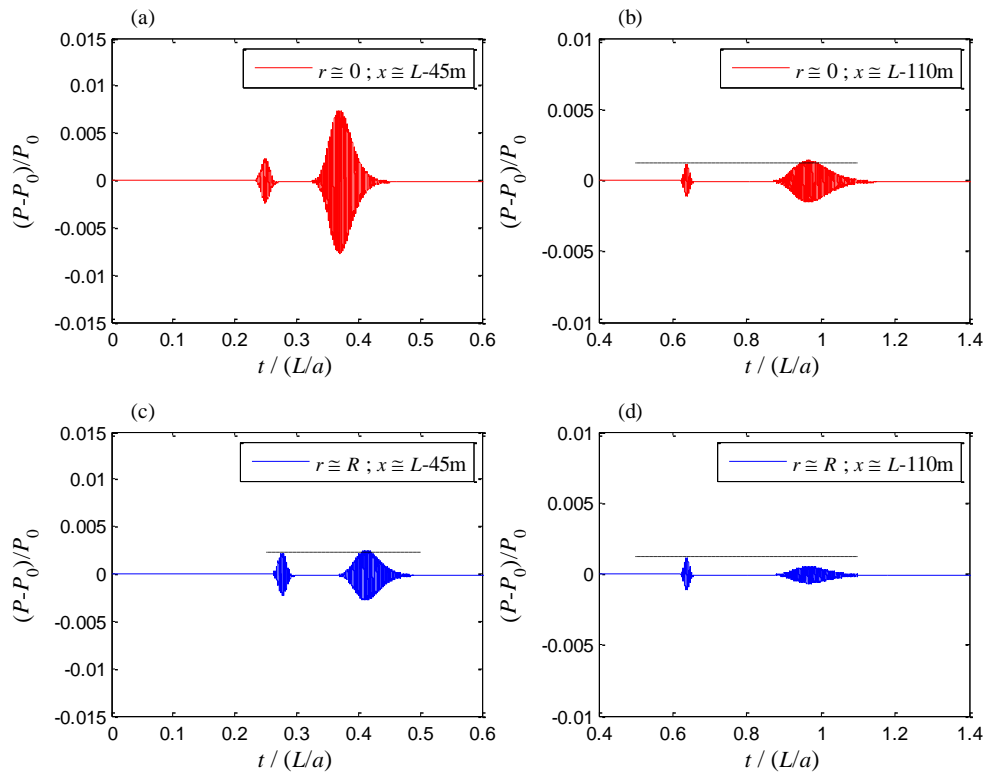 (a)
r ≅ 0 ; x ≅ L-45m
(P-P0)/P0
0.015
0.01
0.005
0
-0.005
-0.01
-0.015
0 0.1 0.2 0.3 0.4 0.5 0.6
t / (L/a)
(b)
r ≅ 0 ; x ≅ L-110m
(P-P0)/P0
0.01
0.005
0
-0.005
-0.01
0.4 0.6 0.8 1 1.2 1.4
t / (L/a)
(c)
r ≅ R ; x ≅ L-45m
(P-P0)/P0
0.015
0.01
0.005
0
-0.005
-0.01
-0.015
0 0.1 0.2 0.3 0.4 0.5 0.6
t / (L/a)
(d)
r ≅ R ; x ≅ L-110m
(P-P0)/P0
0.01
0.005
0
-0.005
-0.01
0.4 0.6 0.8 1 1.2 1.4
t / (L/a)